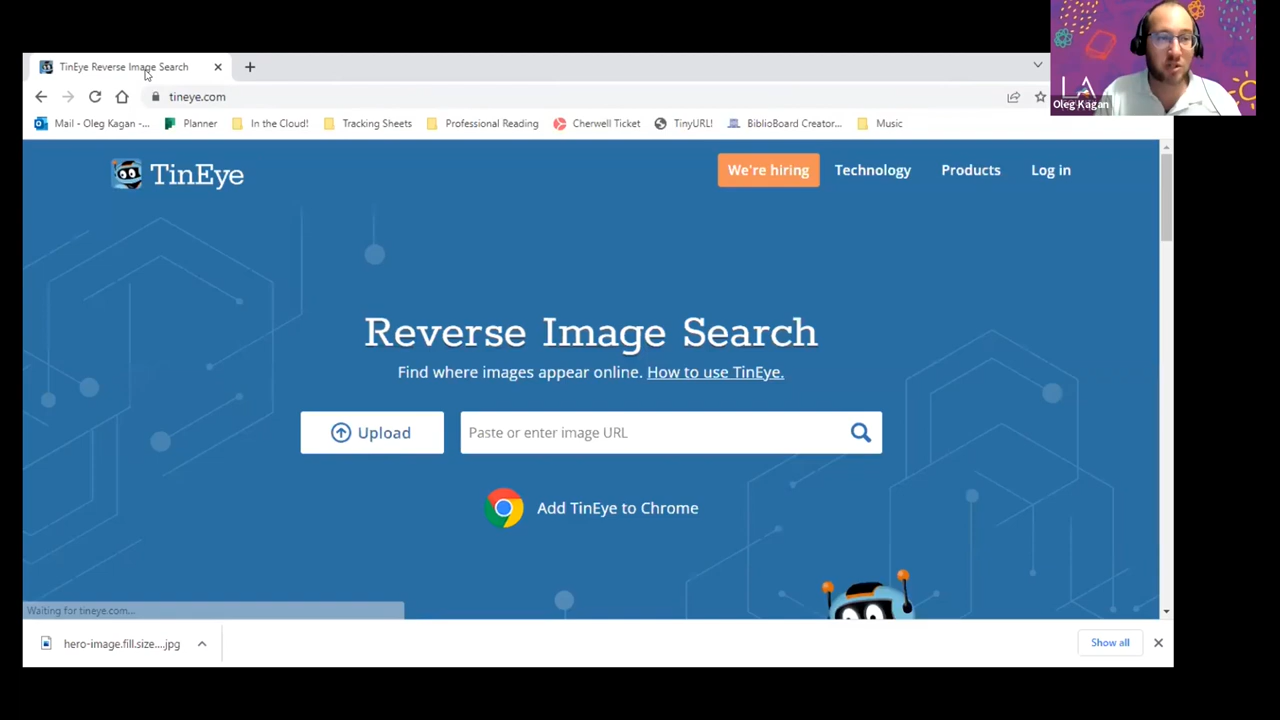 TinEye Reverse Image Search
tineye.com
Oleg Kagan
LA
Mail - Oleg Kagan -...
Planner
In the Cloud!
Tracking Sheets
Professional Reading
Cherwell Ticket
TinyURL!
BiblioBoard Creator...
Music
TinEye
We're hiring
Technology
Products
Log in
Reverse Image Search
Find where images appear online. How to use TinEye.
Upload
Paste or enter image URL
Add TinEye to Chrome
Waiting for tineye.com...
hero-image.fill.size....jpg
Show all